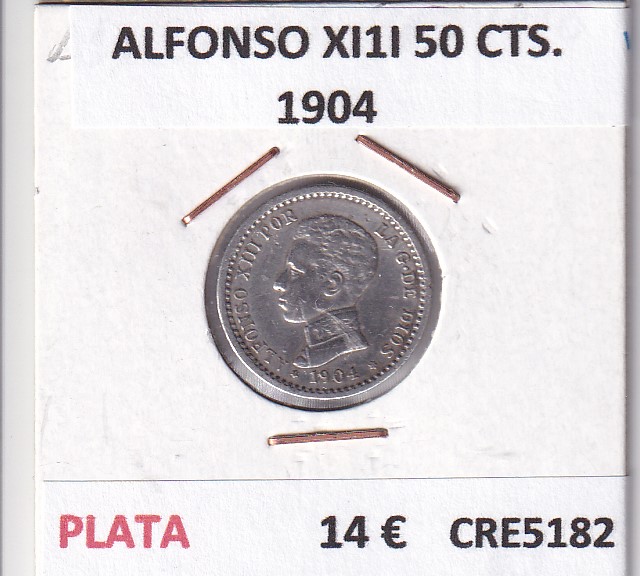 ALFONSO XI1I 50 CTS.
1904
ALFONSO XIII POR LA G. DE DIOS
* 1904 *
PLATA 14 € CRE5182